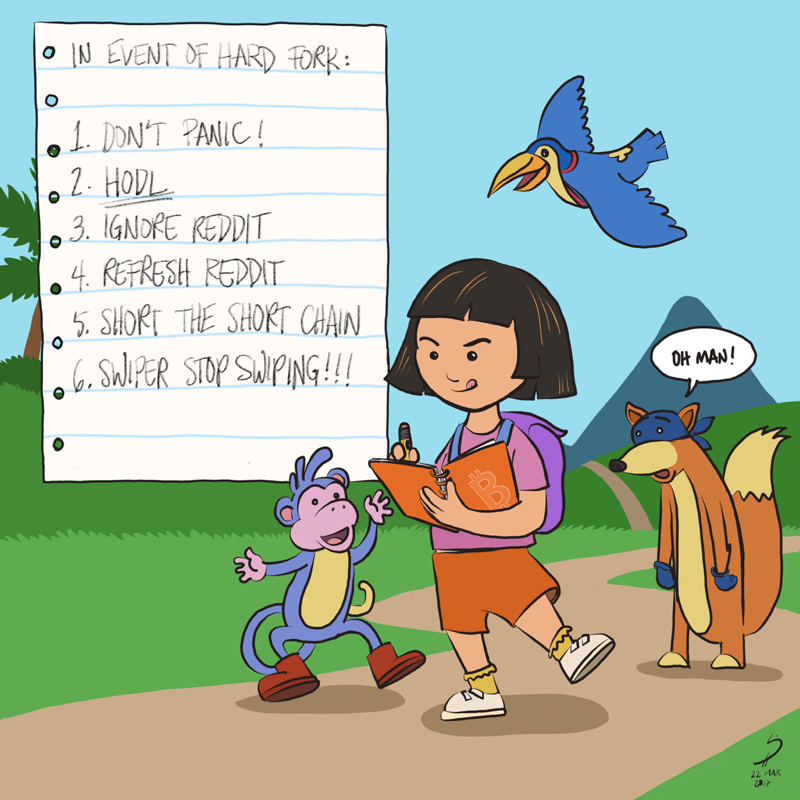 IN EVENT OF HARD FORK:
1. DON'T PANIC!
2. HODL
3. IGNORE REDDIT
4. REFRESH REDDIT
5. SHORT THE SHORT CHAIN
6. SWIPER STOP SWIPING!!!
OH MAN!
22 MAR
2017